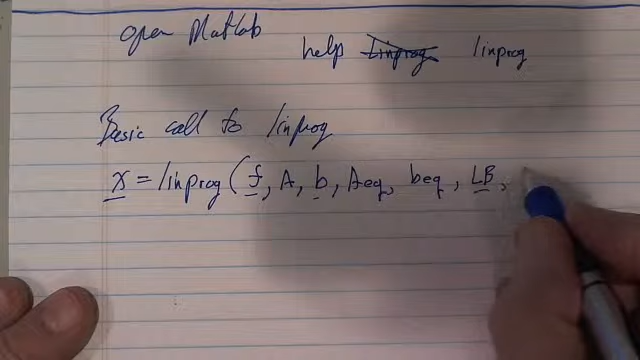 open Matlab
help linprog linprog
Basic call to linprog
x = linprog (f, A, b, Aeq, beq, LB,